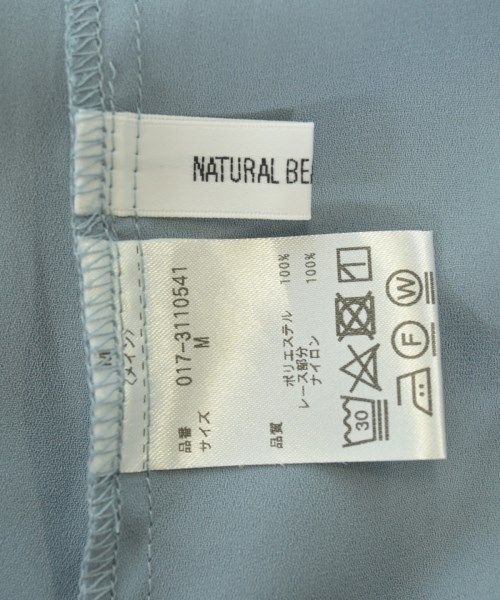 NATURAL BEA
(メイン)
品番 017-3110541
サイズ M
品質 ポリエステル 100%
レース部分
ナイロン 100%
30
F
W